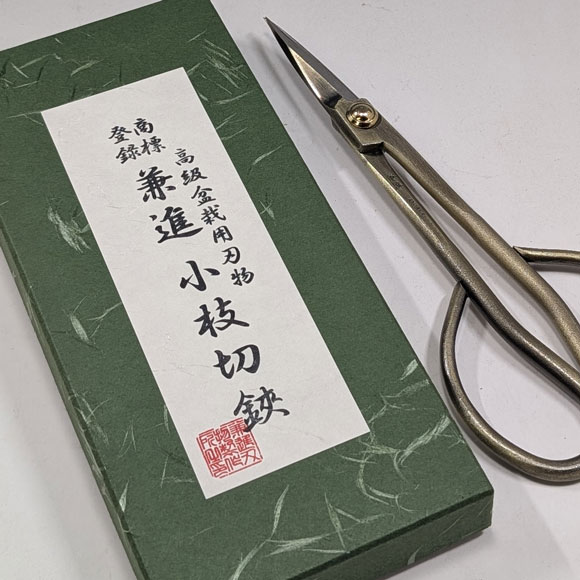 高級盆栽用刃物
商標
登録
兼進 小枝切鋏